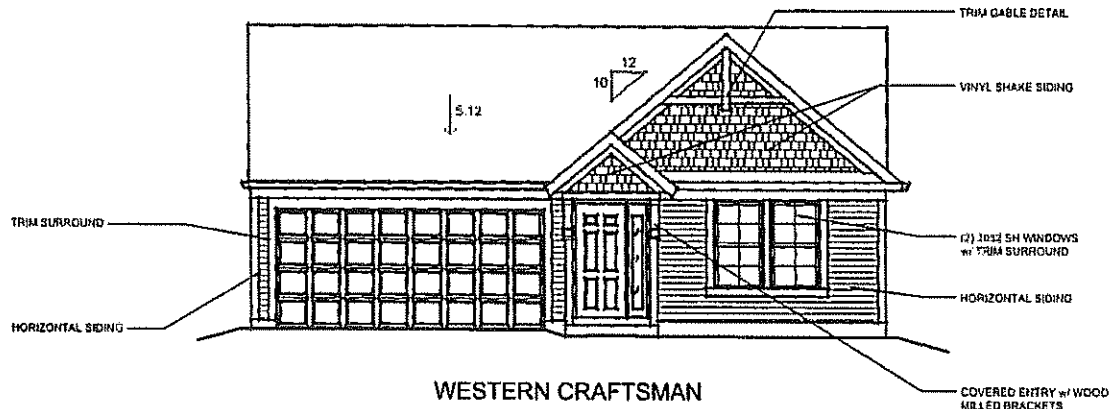 TRIM GABLE DETAIL
12
10
VINYL SHAKE SIDING
5.12
TRIM SURROUND
(2) SH WINDOWS
w/ TRIM SURROUND
HORIZONTAL SIDING
HORIZONTAL SIDING
WESTERN CRAFTSMAN
COVERED ENTRY w/ WOOD
MILLED BRACKETS